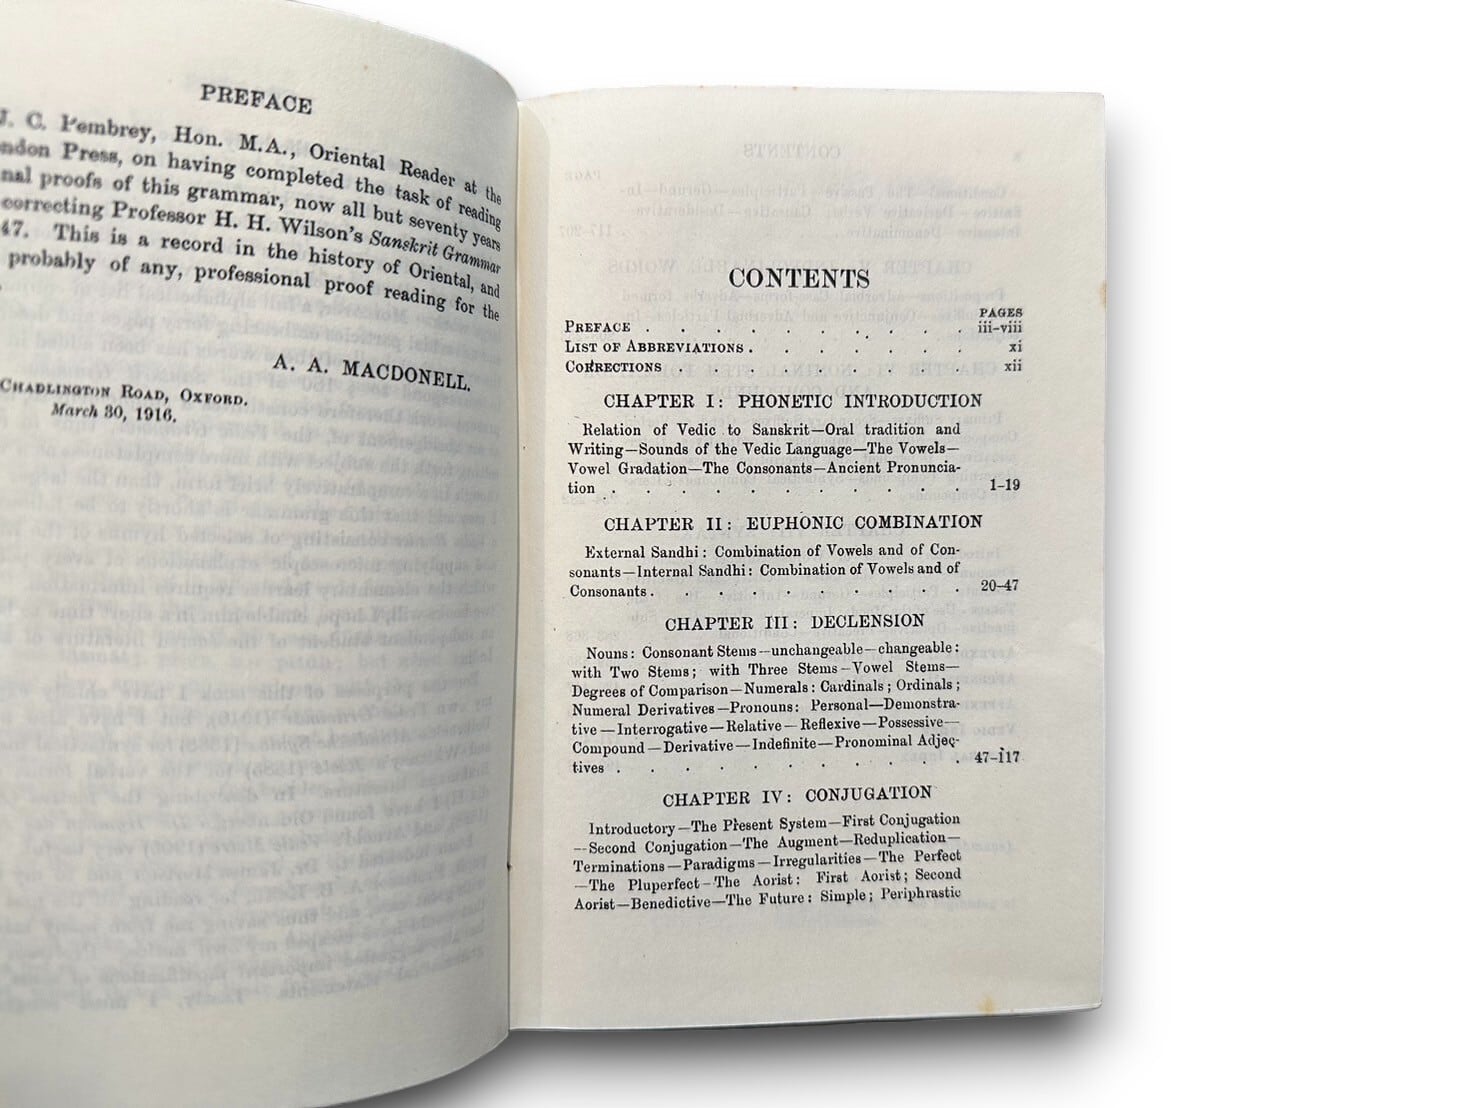 PREFACE
J. C. Pembrey, Hon. M.A., Oriental Reader at the
ndon Press, on having completed the task of reading
nal proofs of this grammar, now all but seventy years
correcting Professor H. H. Wilson's Sanskrit Grammar
47. This is a record in the history of Oriental, and
probably of any, professional proof reading for the
A. A. MACDONELL.
CHADLINGTON ROAD, OXFORD.
March 30, 1916.
CONTENTS
PAGES
PREFACE . . . . . . . . . iii–viii
LIST OF ABBREVIATIONS . . . . . . . xi
CORRECTIONS . . . . . . . . . xii
CHAPTER I: PHONETIC INTRODUCTION
Relation of Vedic to Sanskrit—Oral tradition and
Writing—Sounds of the Vedic Language—The Vowels—
Vowel Gradation—The Consonants—Ancient Pronuncia-
tion . . . . . . . . . . . 1–19
CHAPTER II: EUPHONIC COMBINATION
External Sandhi: Combination of Vowels and of Con-
sonants—Internal Sandhi: Combination of Vowels and of
Consonants . . . . . . . . . . 20–47
CHAPTER III: DECLENSION
Nouns: Consonant Stems—unchangeable—changeable:
with Two Stems; with Three Stems—Vowel Stems—
Degrees of Comparison—Numerals: Cardinals; Ordinals;
Numeral Derivatives—Pronouns: Personal—Demonstra-
tive—Interrogative—Relative—Reflexive—Possessive—
Compound—Derivative—Indefinite—Pronominal Adjec-
tives . . . . . . . . . . . 47–117
CHAPTER IV: CONJUGATION
Introductory—The Present System—First Conjugation
—Second Conjugation—The Augment—Reduplication—
Terminations—Paradigms—Irregularities—The Perfect
—The Pluperfect—The Aorist: First Aorist; Second
Aorist—Benedictive—The Future: Simple; Periphrastic